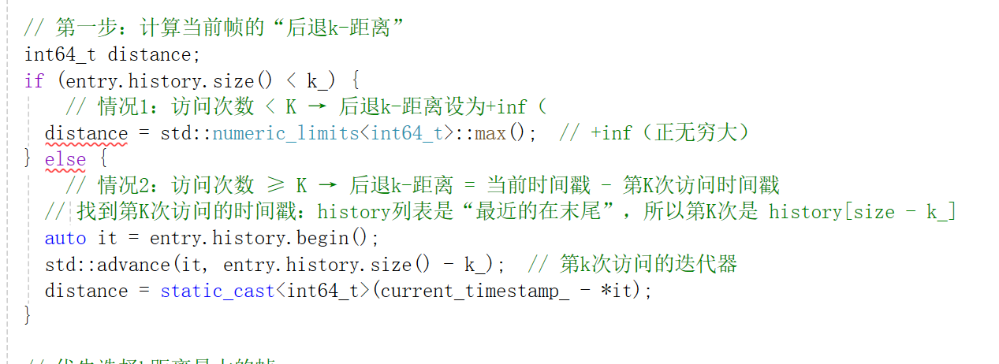 // 第一步：计算当前帧的“后退k-距离”
int64_t distance;
if (entry.history.size() < k_) {
// 情况1：访问次数 < K → 后退k-距离设为+inf（
distance = std::numeric_limits<int64_t>::max();  // +inf（正无穷大）
} else {
// 情况2：访问次数 ≥ K → 后退k-距离 = 当前时间戳 - 第K次访问时间戳
// 找到第K次访问的时间戳：history列表是“最近的在末尾”，所以第K次是 history[size - k_]
auto it = entry.history.begin();
std::advance(it, entry.history.size() - k_);  // 第k次访问的迭代器
distance = static_cast<int64_t>(current_timestamp_ - *it);
}